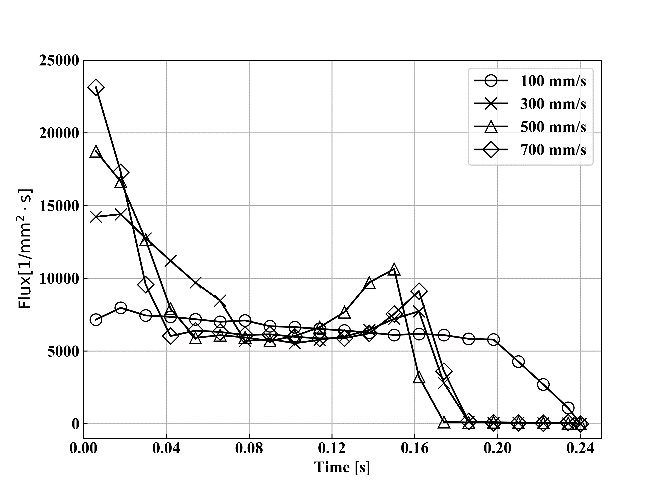 25000
20000
15000
10000
5000
0
Flux[1/mm² · s]
100 mm/s
300 mm/s
500 mm/s
700 mm/s
0.00 0.04 0.08 0.12 0.16 0.20 0.24
Time [s]